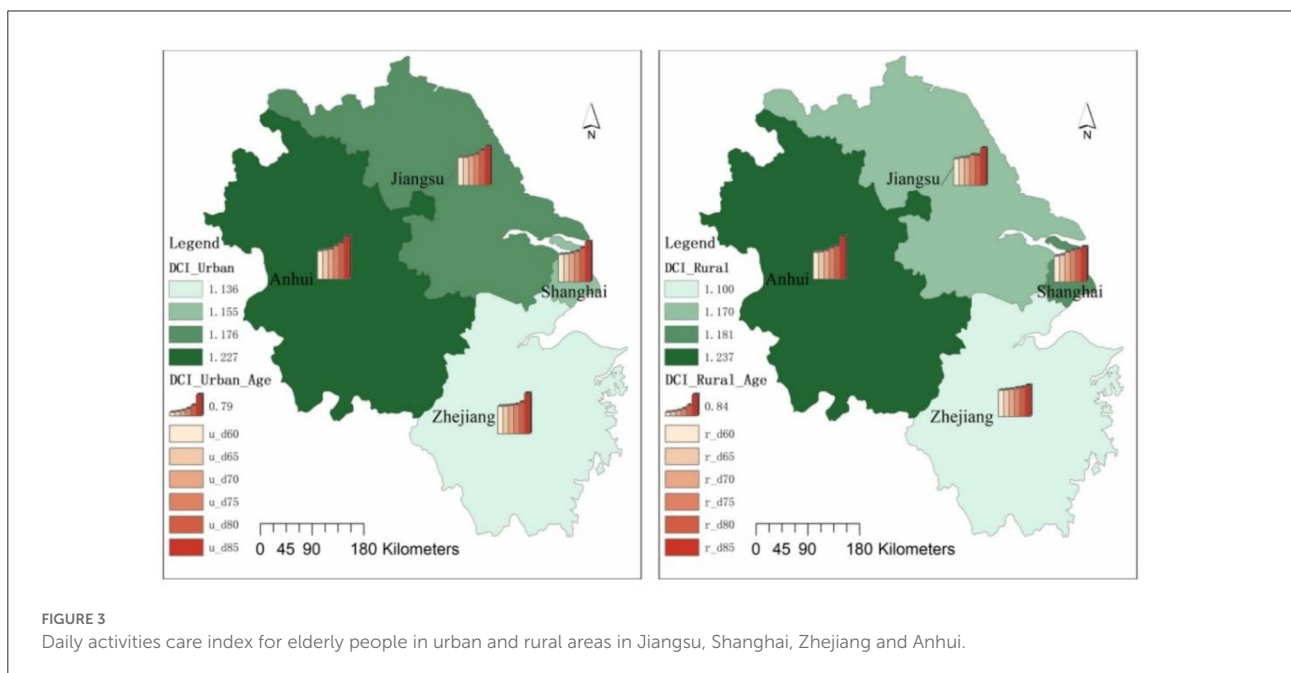 N
Jiangsu
Anhui
Shanghai
Zhejiang
Legend
DCI_Urban
1.136
1.155
1.176
1.227
DCI_Urban_Age
0.79
u_d60
u_d65
u_d70
u_d75
u_d80
u_d85
0 45 90 180 Kilometers
N
Jiangsu
Anhui
Shanghai
Zhejiang
Legend
DCI_Rural
1.100
1.170
1.181
1.237
DCI_Rural_Age
0.84
r_d60
r_d65
r_d70
r_d75
r_d80
r_d85
0 45 90 180 Kilometers
FIGURE 3
Daily activities care index for elderly people in urban and rural areas in Jiangsu, Shanghai, Zhejiang and Anhui.